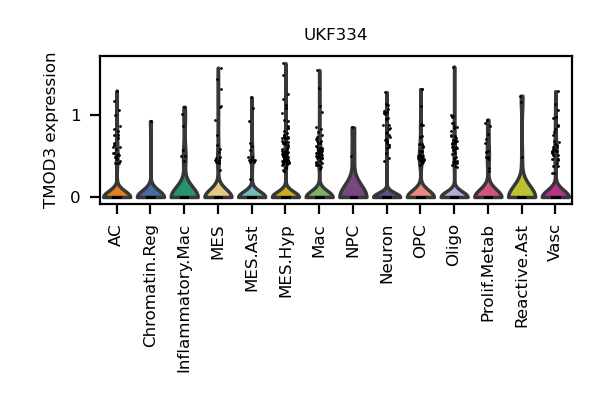 UKF334
TMOD3 expression
1
0
AC
Chromatin.Reg
Inflammatory.Mac
MES
MES.Ast
MES.Hyp
Mac
NPC
Neuron
OPC
Oligo
Prolif.Metab
Reactive.Ast
Vasc